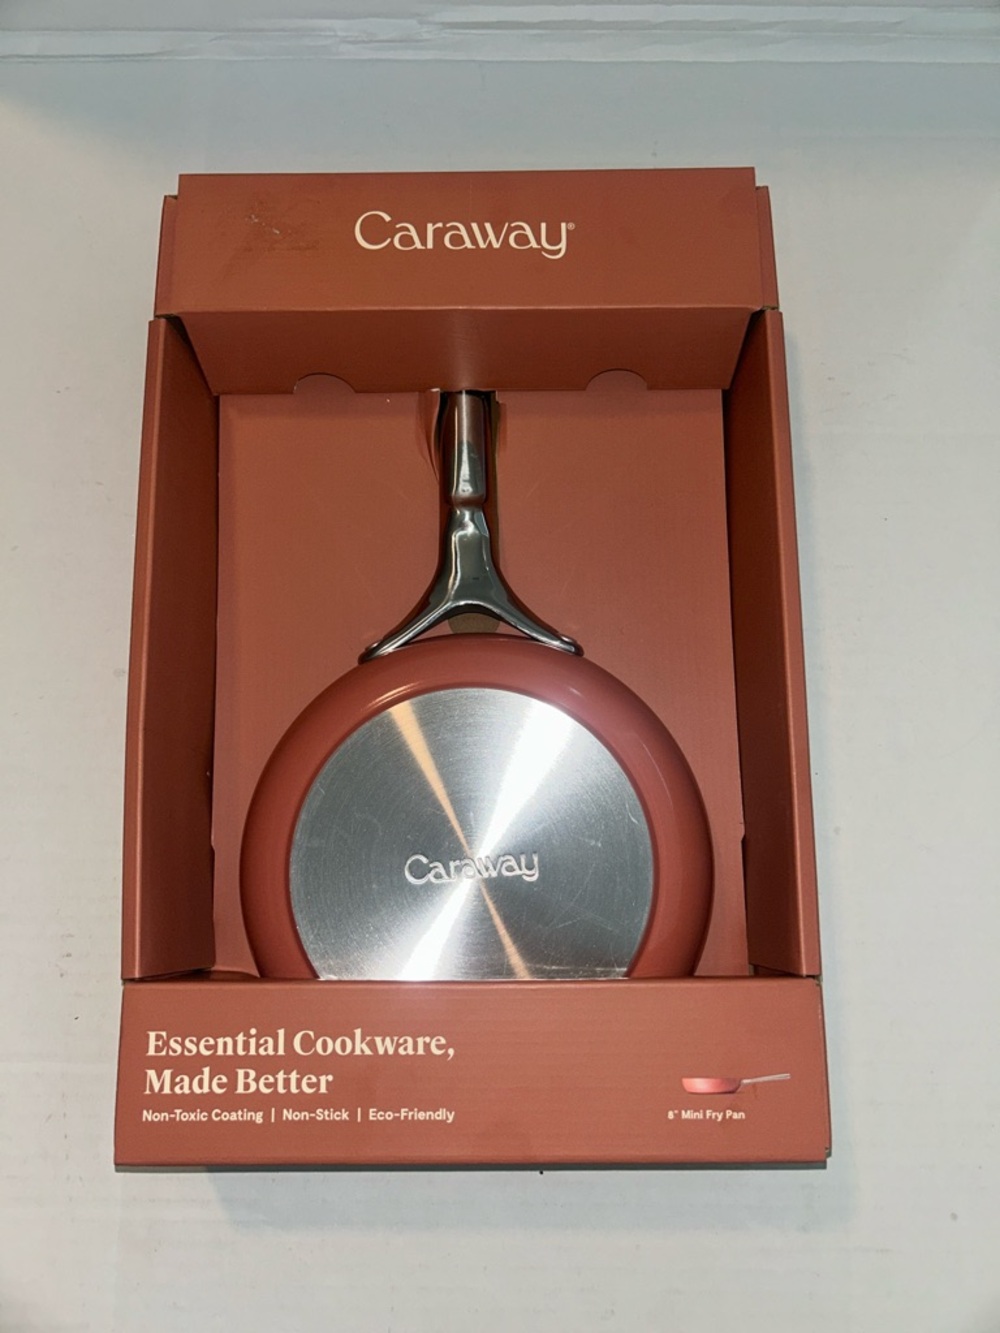 Caraway®
Caraway
Essential Cookware,
Made Better
Non-Toxic Coating | Non-Stick | Eco-Friendly
8" Mini Fry Pan